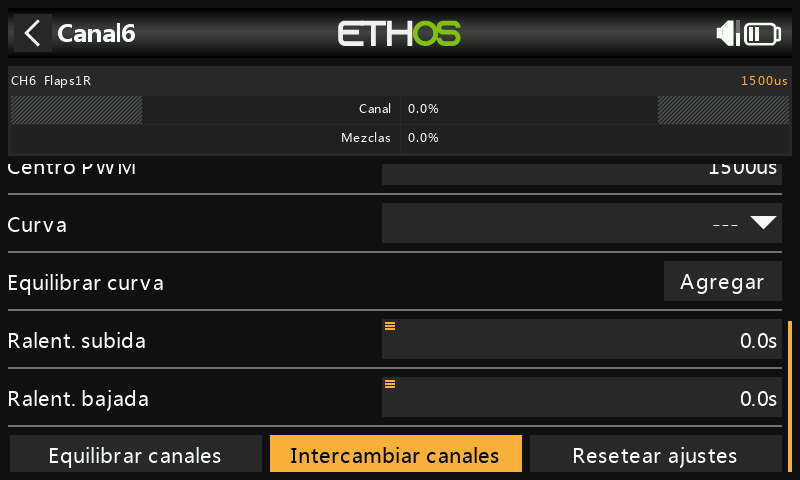 Canal6
ETHOS
CH6 Flaps1R 1500us
Canal 0.0%
Mezclas 0.0%
Centro PWM 1500us
Curva ---
Equilibrar curva Agregar
Ralent. subida 0.0s
Ralent. bajada 0.0s
Equilibrar canales Intercambiar canales Resetear ajustes